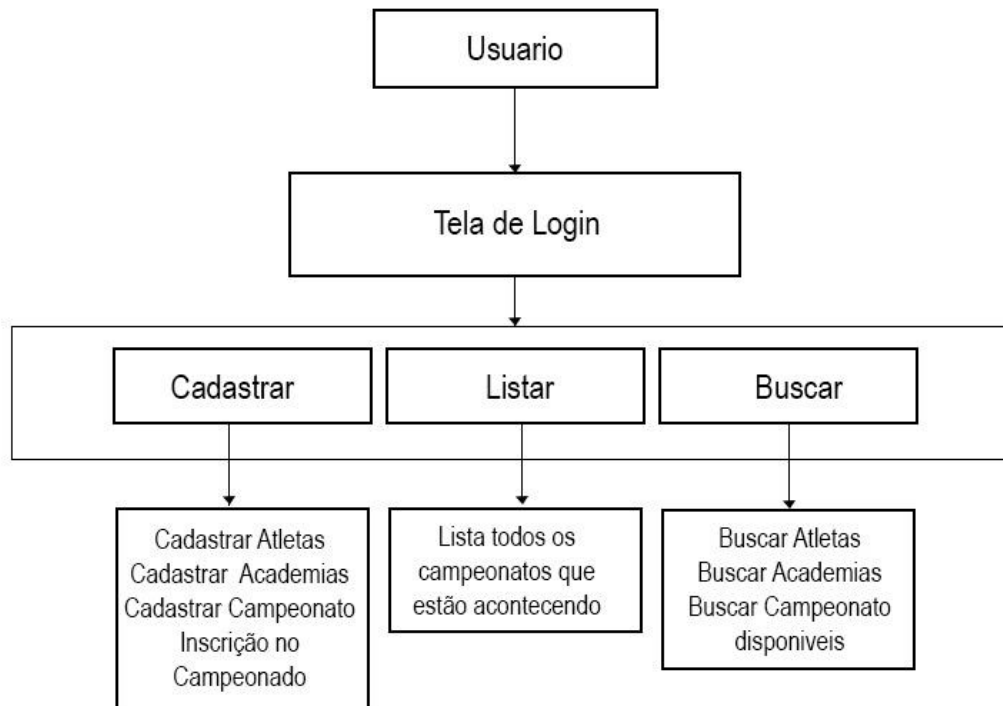 Usuario
Tela de Login
Cadastrar
Listar
Buscar
Cadastrar Atletas
Cadastrar Academias
Cadastrar Campeonato
Inscrição no
Campeonado
Lista todos os
campeonatos que
estão acontecendo
Buscar Atletas
Buscar Academias
Buscar Campeonato
disponiveis